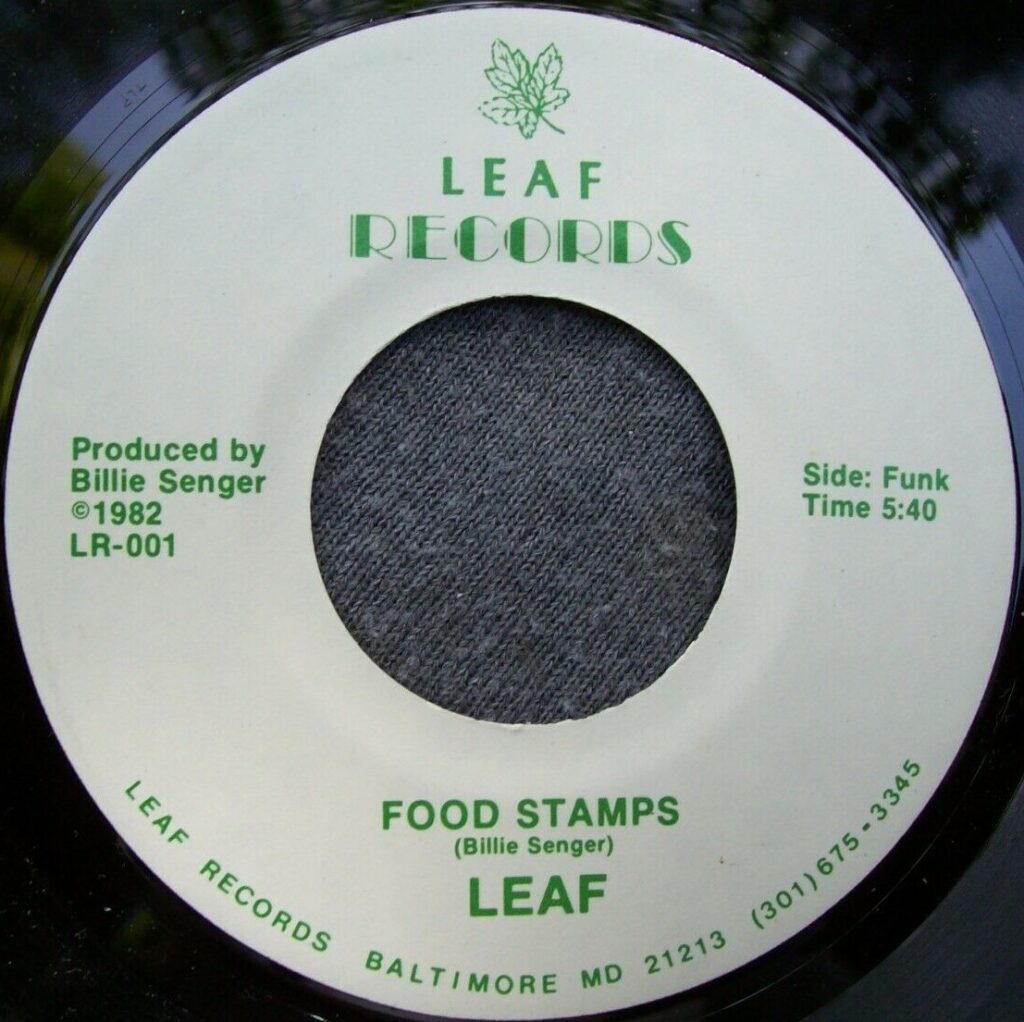 LEAF
RECORDS
Produced by
Billie Senger
©1982
LR-001
Side: Funk
Time 5:40
FOOD STAMPS
(Billie Senger)
LEAF
LEAF RECORDS BALTIMORE MD 21213 (301) 675-3345